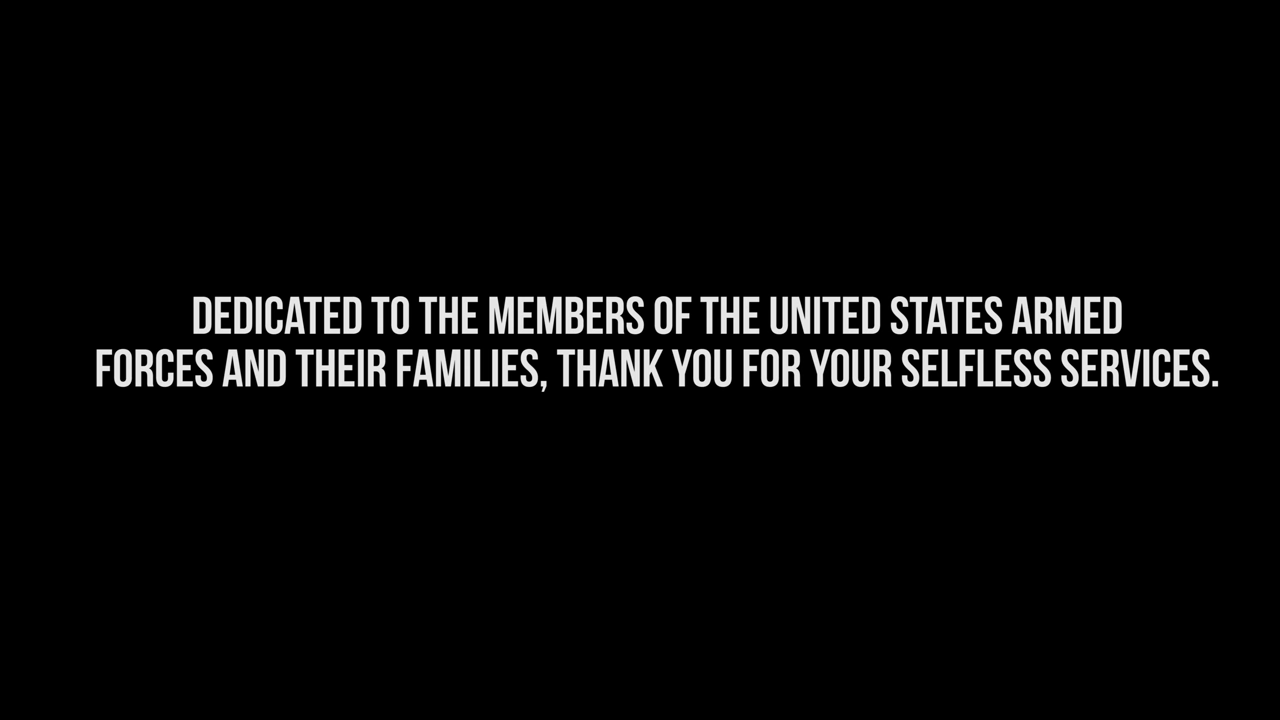 DEDICATED TO THE MEMBERS OF THE UNITED STATES ARMED
FORCES AND THEIR FAMILIES, THANK YOU FOR YOUR SELFLESS SERVICES.